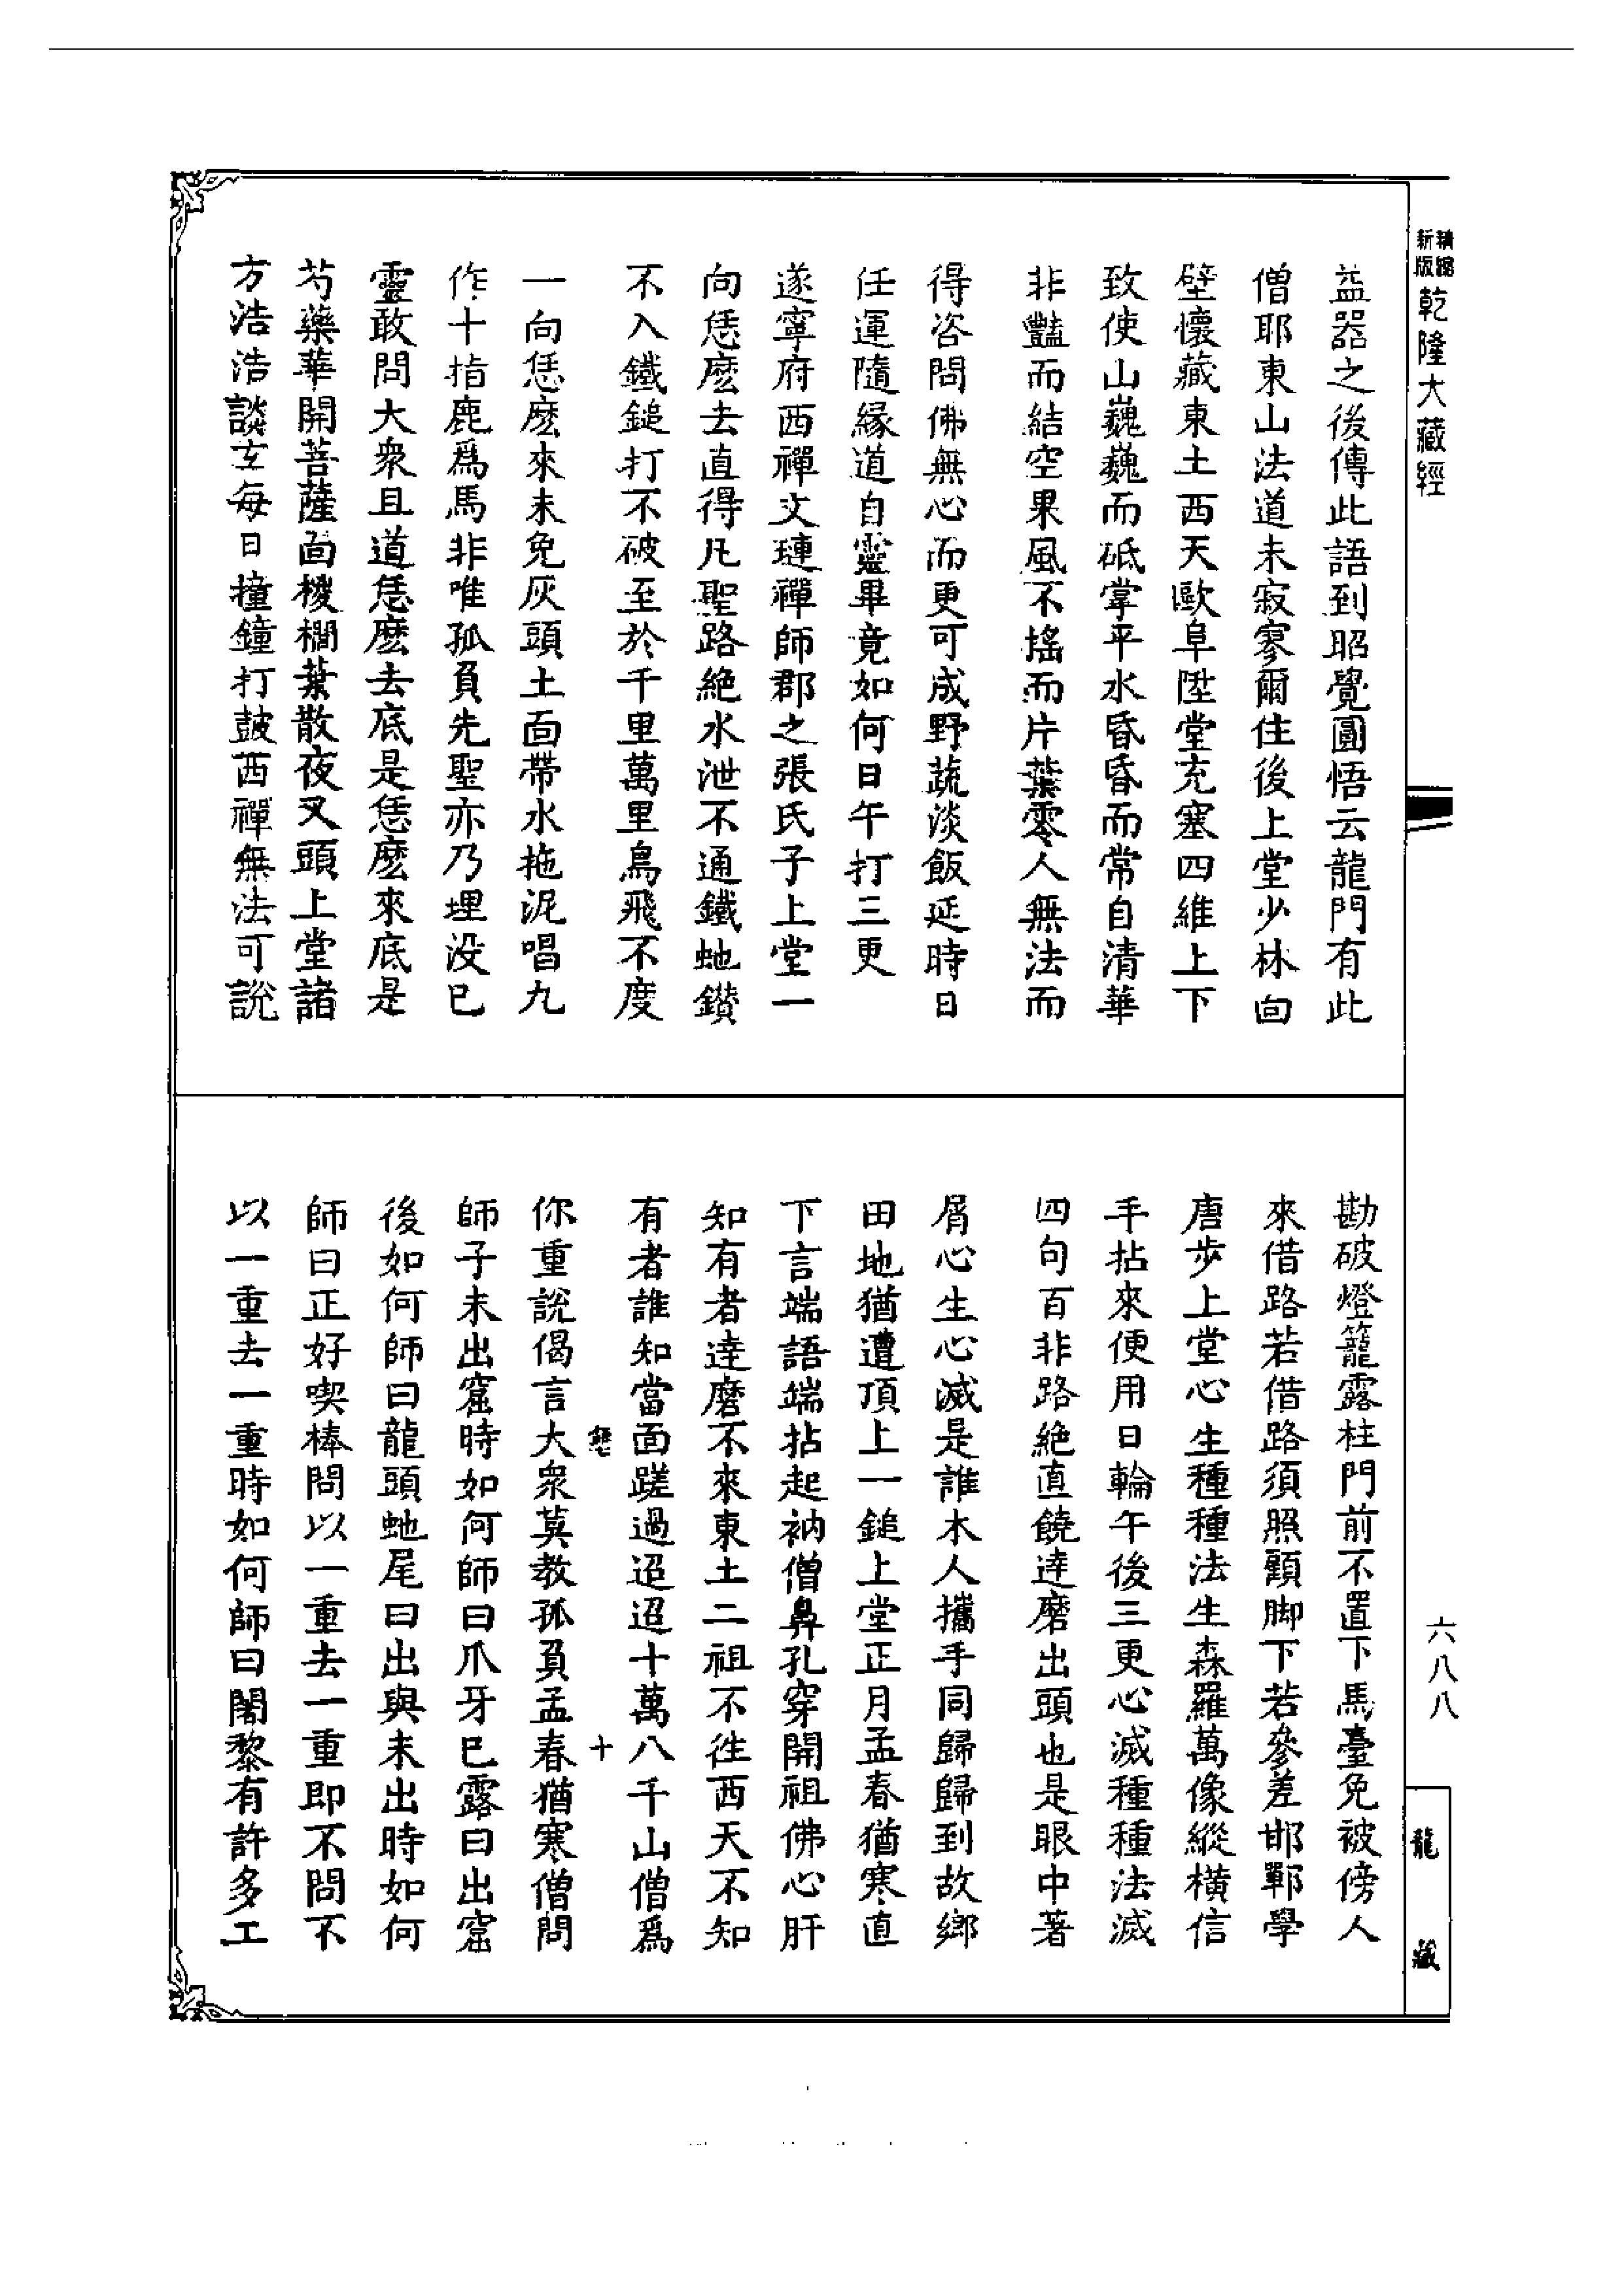 精縮
新版
乾隆大藏經
益器之後傳此語到昭覺圓悟云龍門有此
僧耶東山法道未寂寥爾住後上堂少林面
壁懷藏東土西天歐阜陞堂充塞四維上下
致使山巍巍而砥掌平水昏昏而常自清華
非豔而結空果風不搖而片葉零人無法而
得咨問佛無心而更可成野蔬淡飯延時日
任運隨緣道自靈畢竟如何日午打三更
遂寧府西禪文璉禪師郡之張氏子上堂一
向恁麽去直得凡聖路絶水泄不通鐵虵鑽
不入鐵鎚打不破至於千里萬里鳥飛不度
一向恁麽來未免灰頭土面帶水拖泥唱九
作十指鹿爲馬非唯孤負先聖亦乃埋没已
靈敢問大衆且道恁麽去底是恁麽來底是
芍藥華開菩薩面椶櫚葉散夜叉頭上堂諸
方浩浩談玄每日撞鐘打鼓西禪無法可說
勘破燈籠露柱門前不置下馬臺免被傍人
來借路若借路須照顧脚下若參差邯鄲學
唐步上堂心生種種法生森羅萬像縱橫信
手拈來便用日輪午後三更心滅種種法滅
四句百非路絶直饒達磨出頭也是眼中著
屑心生心滅是誰木人攜手同歸歸到故鄉
田地猶遭頂上一鎚上堂正月孟春猶寒直
下言端語端拈起衲僧鼻孔穿開祖佛心肝
知有者達磨不來東土二祖不徃西天不知
有者誰知當面蹉過迢迢十萬八千山僧爲
十
你重說偈言大衆莫教孤負孟春猶寒僧問
師子未出窟時如何師曰爪牙已露曰出窟
後如何師曰龍頭虵尾曰出與未出時如何
師曰正好喫棒問以一重去一重即不問不
以一重去一重時如何師曰闍黎有許多工
六八八
龍藏